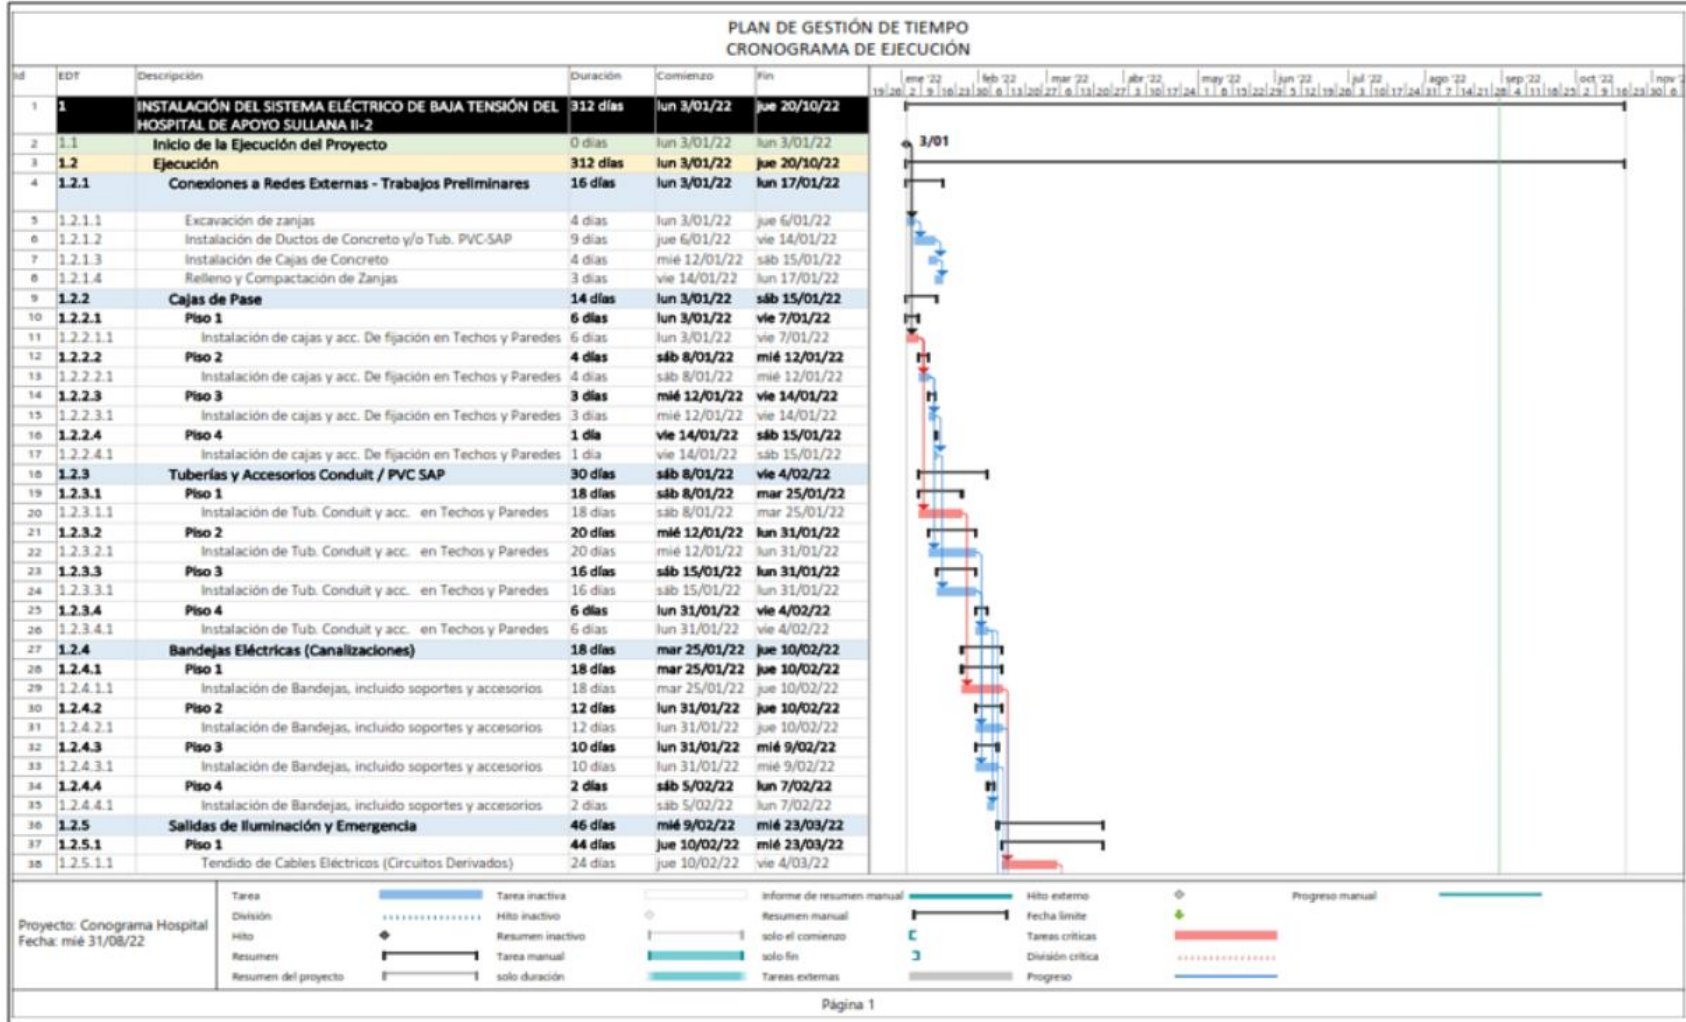 PLAN DE GESTIÓN DE TIEMPO
CRONOGRAMA DE EJECUCIÓN
Id EDT Descripción Duración Comienzo Fin
ene '22 feb '22 mar '22 abr '22 may '22 jun '22 jul '22 ago '22 sep '22 oct '22 nov '2
1 1 INSTALACIÓN DEL SISTEMA ELÉCTRICO DE BAJA TENSIÓN DEL 312 días lun 3/01/22 jue 20/10/22
HOSPITAL DE APOYO SULLANA II-2
2 1.1 Inicio de la Ejecución del Proyecto 0 días lun 3/01/22 lun 3/01/22 3/01
3 1.2 Ejecución 312 días lun 3/01/22 jue 20/10/22
4 1.2.1 Conexiones a Redes Externas - Trabajos Preliminares 16 días lun 3/01/22 lun 17/01/22
5 1.2.1.1 Excavación de zanjas 4 días lun 3/01/22 jue 6/01/22
6 1.2.1.2 Instalación de Ductos de Concreto y/o Tub. PVC-SAP 9 días jue 6/01/22 vie 14/01/22
7 1.2.1.3 Instalación de Cajas de Concreto 4 días mié 12/01/22 sáb 15/01/22
8 1.2.1.4 Relleno y Compactación de Zanjas 3 días vie 14/01/22 lun 17/01/22
9 1.2.2 Cajas de Pase 14 días lun 3/01/22 sáb 15/01/22
10 1.2.2.1 Piso 1 6 días lun 3/01/22 vie 7/01/22
11 1.2.2.1.1 Instalación de cajas y acc. De fijación en Techos y Paredes 6 días lun 3/01/22 vie 7/01/22
12 1.2.2.2 Piso 2 4 días sáb 8/01/22 mié 12/01/22
13 1.2.2.2.1 Instalación de cajas y acc. De fijación en Techos y Paredes 4 días sáb 8/01/22 mié 12/01/22
14 1.2.2.3 Piso 3 3 días mié 12/01/22 vie 14/01/22
15 1.2.2.3.1 Instalación de cajas y acc. De fijación en Techos y Paredes 3 días mié 12/01/22 vie 14/01/22
16 1.2.2.4 Piso 4 1 día vie 14/01/22 sáb 15/01/22
17 1.2.2.4.1 Instalación de cajas y acc. De fijación en Techos y Paredes 1 día vie 14/01/22 sáb 15/01/22
18 1.2.3 Tuberías y Accesorios Conduit / PVC SAP 30 días sáb 8/01/22 vie 4/02/22
19 1.2.3.1 Piso 1 18 días sáb 8/01/22 mar 25/01/22
20 1.2.3.1.1 Instalación de Tub. Conduit y acc. en Techos y Paredes 18 días sáb 8/01/22 mar 25/01/22
21 1.2.3.2 Piso 2 20 días mié 12/01/22 lun 31/01/22
22 1.2.3.2.1 Instalación de Tub. Conduit y acc. en Techos y Paredes 20 días mié 12/01/22 lun 31/01/22
23 1.2.3.3 Piso 3 16 días sáb 15/01/22 lun 31/01/22
24 1.2.3.3.1 Instalación de Tub. Conduit y acc. en Techos y Paredes 16 días sáb 15/01/22 lun 31/01/22
25 1.2.3.4 Piso 4 6 días lun 31/01/22 vie 4/02/22
26 1.2.3.4.1 Instalación de Tub. Conduit y acc. en Techos y Paredes 6 días lun 31/01/22 vie 4/02/22
27 1.2.4 Bandejas Eléctricas (Canalizaciones) 18 días mar 25/01/22 jue 10/02/22
28 1.2.4.1 Piso 1 18 días mar 25/01/22 jue 10/02/22
29 1.2.4.1.1 Instalación de Bandejas, incluido soportes y accesorios 18 días mar 25/01/22 jue 10/02/22
30 1.2.4.2 Piso 2 12 días lun 31/01/22 jue 10/02/22
31 1.2.4.2.1 Instalación de Bandejas, incluido soportes y accesorios 12 días lun 31/01/22 jue 10/02/22
32 1.2.4.3 Piso 3 10 días lun 31/01/22 mié 9/02/22
33 1.2.4.3.1 Instalación de Bandejas, incluido soportes y accesorios 10 días lun 31/01/22 mié 9/02/22
34 1.2.4.4 Piso 4 2 días sáb 5/02/22 lun 7/02/22
35 1.2.4.4.1 Instalación de Bandejas, incluido soportes y accesorios 2 días sáb 5/02/22 lun 7/02/22
36 1.2.5 Salidas de Iluminación y Emergencia 46 días mié 9/02/22 mié 23/03/22
37 1.2.5.1 Piso 1 44 días jue 10/02/22 mié 23/03/22
38 1.2.5.1.1 Tendido de Cables Eléctricos (Circuitos Derivados) 24 días jue 10/02/22 vie 4/03/22
Proyecto: Conograma Hospital
Fecha: mié 31/08/22
Tarea Tarea inactiva Informe de resumen manual Hito externo Progreso manual
División Hito inactivo Resumen manual Fecha límite
Hito Resumen inactivo solo el comienzo Tareas críticas
Resumen Tarea manual solo fin División crítica
Resumen del proyecto solo duración Tareas externas Progreso
Página 1